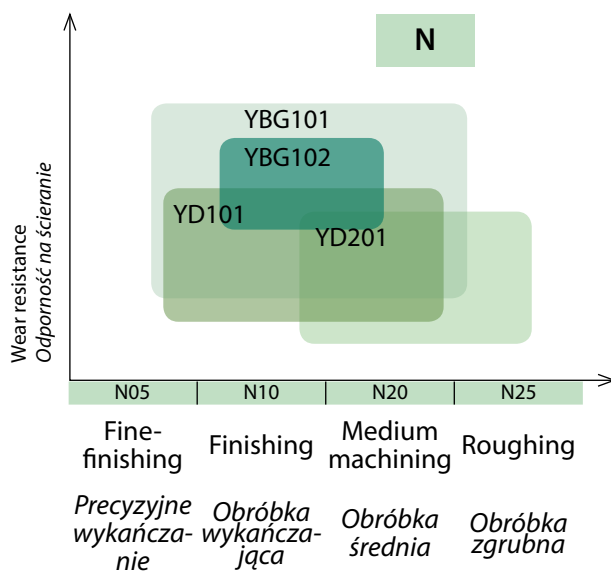 N
YBG101
YBG102
YD101
YD201
Wear resistance
Odporność na ścieranie
N05 | N10 | N20 | N25
Fine-
finishing
Finishing
Medium
machining
Roughing
Precyzyjne
wykańcza-
nie
Obróbka
wykańcza-
jąca
Obróbka
średnia
Obróbka
zgrubna